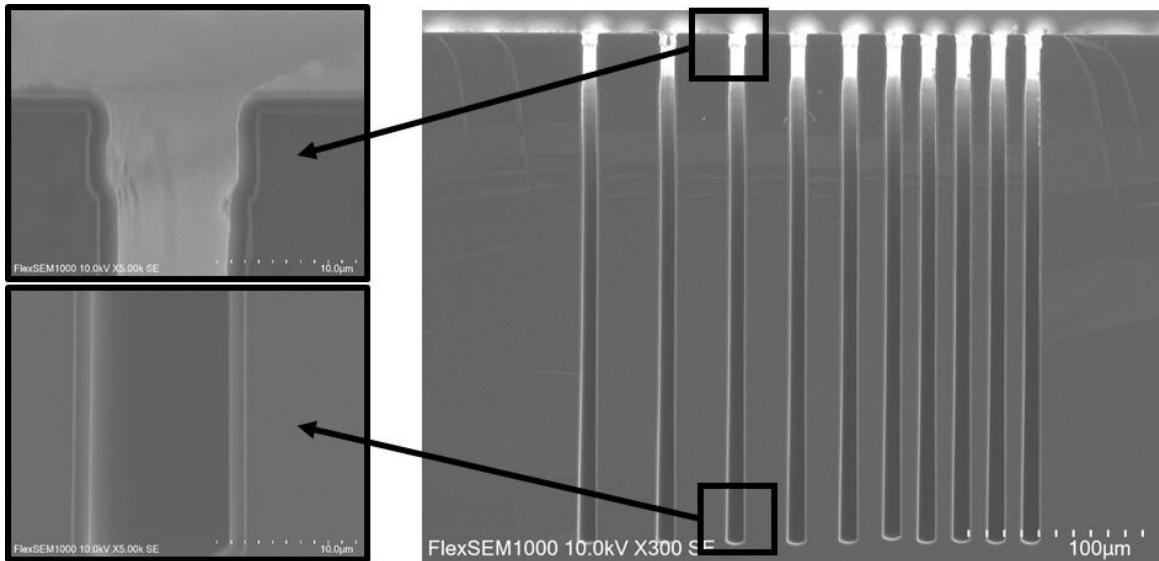 FlexSEM1000 10.0kV X5.00k SE
10.0µm
FlexSEM1000 10.0kV X5.00k SE
10.0µm
FlexSEM1000 10.0kV X300 SE
100µm